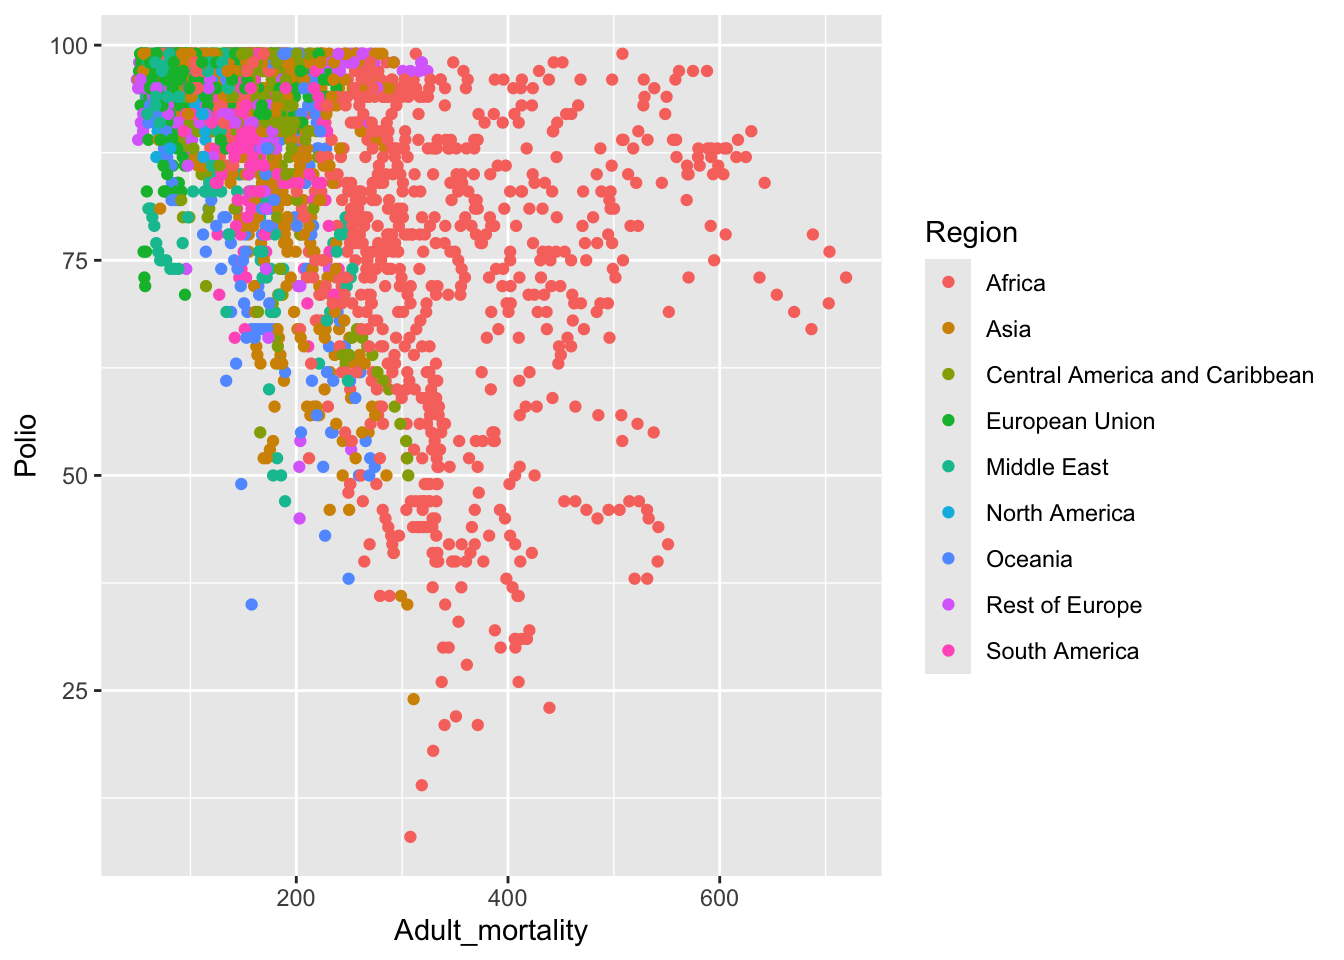 100
75
50
25
Polio
200
400
600
Adult_mortality
Region
Africa
Asia
Central America and Caribbean
European Union
Middle East
North America
Oceania
Rest of Europe
South America